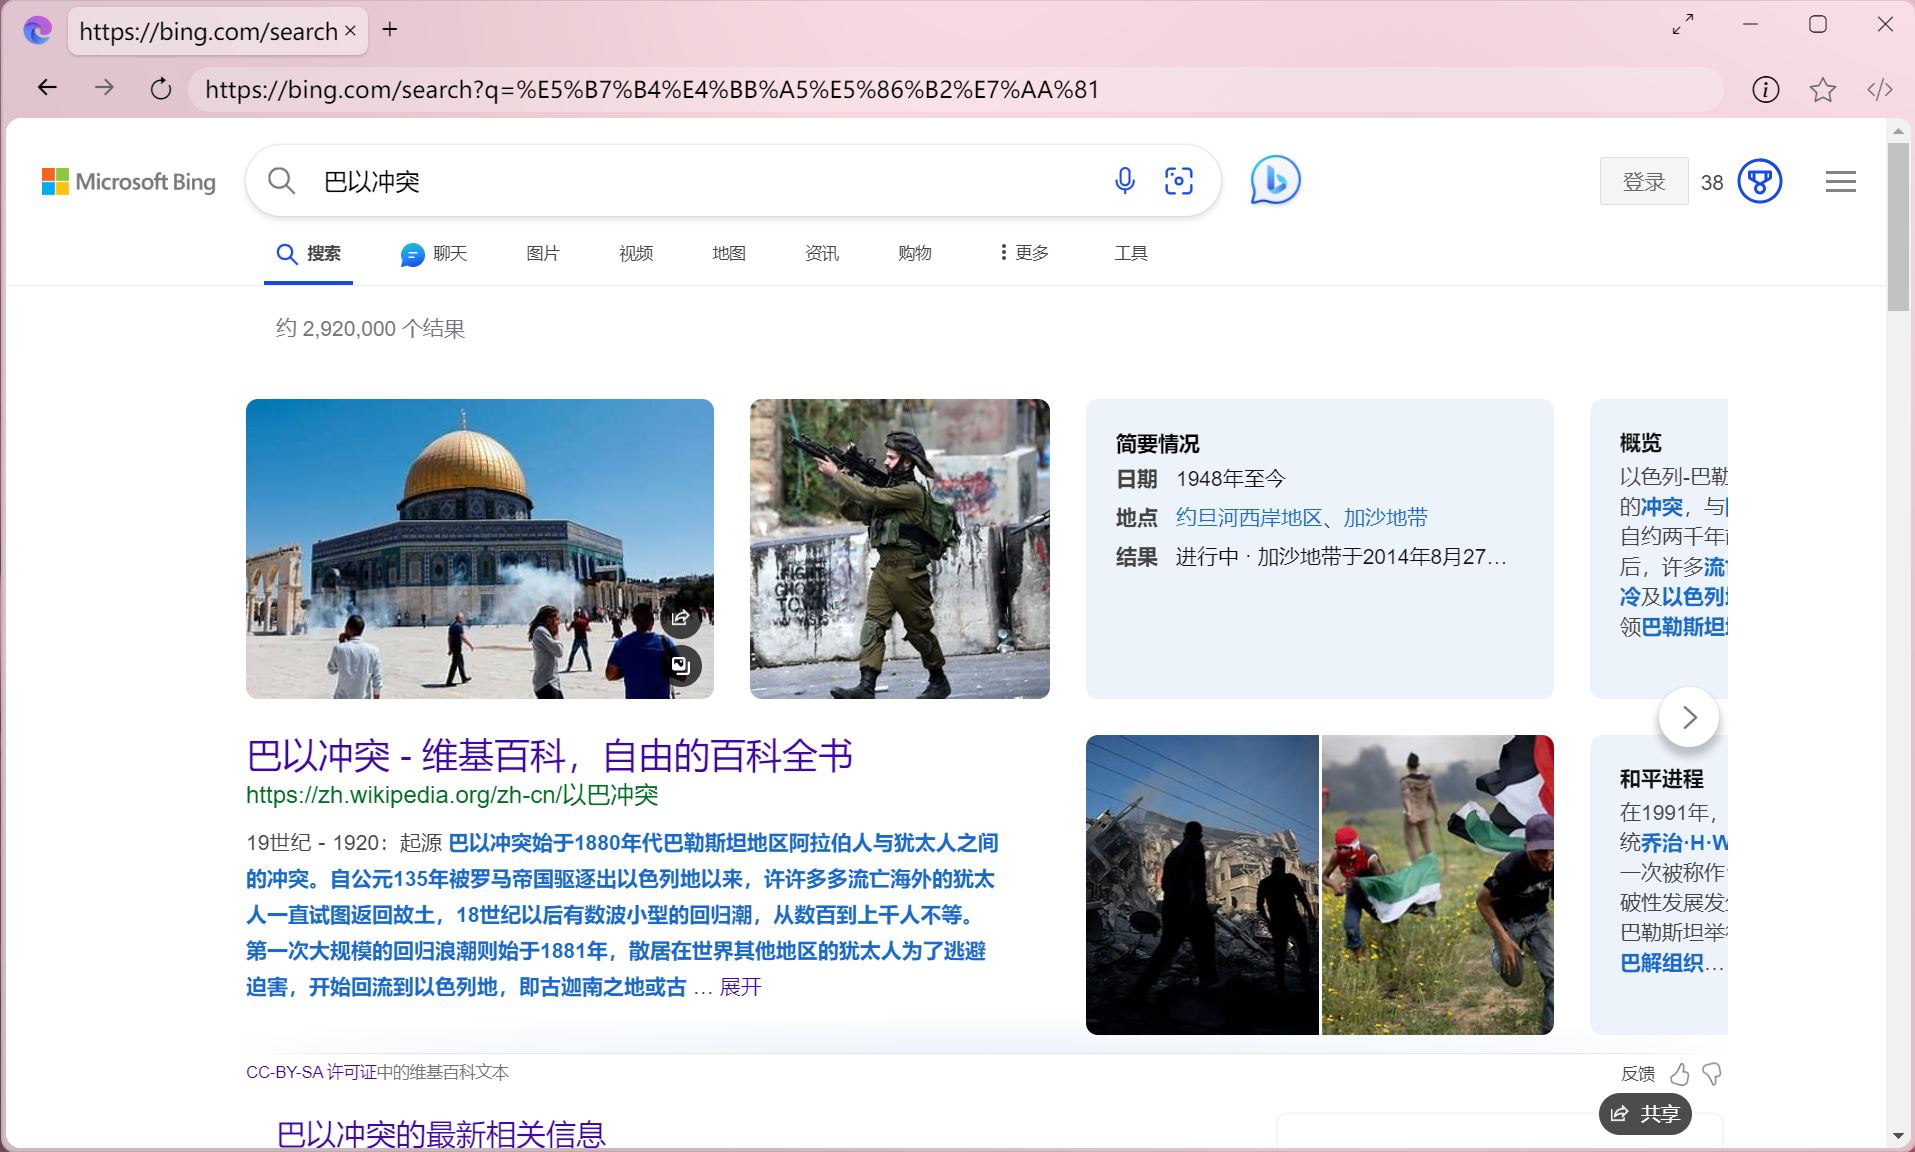 https://bing.com/search
https://bing.com/search?q=%E5%B7%B4%E4%BB%A5%E5%86%B2%E7%AA%81
Microsoft Bing
巴以冲突
登录
38
搜索
聊天
图片
视频
地图
资讯
购物
更多
工具
约 2,920,000 个结果
FIGHT
GHOST
TOWN
简要情况
日期 1948年至今
地点 约旦河西岸地区、加沙地带
结果 进行中 · 加沙地带于2014年8月27...
概览
以色列-巴勒
的冲突，与
自约两千年
后，许多流
冷及以色列
领巴勒斯坦
巴以冲突 - 维基百科，自由的百科全书
https://zh.wikipedia.org/zh-cn/以巴冲突
19世纪 - 1920：起源 巴以冲突始于1880年代巴勒斯坦地区阿拉伯人与犹太人之间
的冲突。自公元135年被罗马帝国驱逐出以色列地以来，许许多多流亡海外的犹太
人一直试图返回故土，18世纪以后有数波小型的回归潮，从数百到上千人不等。
第一次大规模的回归浪潮则始于1881年，散居在世界其他地区的犹太人为了逃避
迫害，开始回流到以色列地，即古迦南之地或古 … 展开
和平进程
在1991年，
统乔治·H·W
一次被称作
破性发展发
巴勒斯坦举
巴解组织...
CC-BY-SA 许可证中的维基百科文本
反馈
共享
巴以冲突的最新相关信息